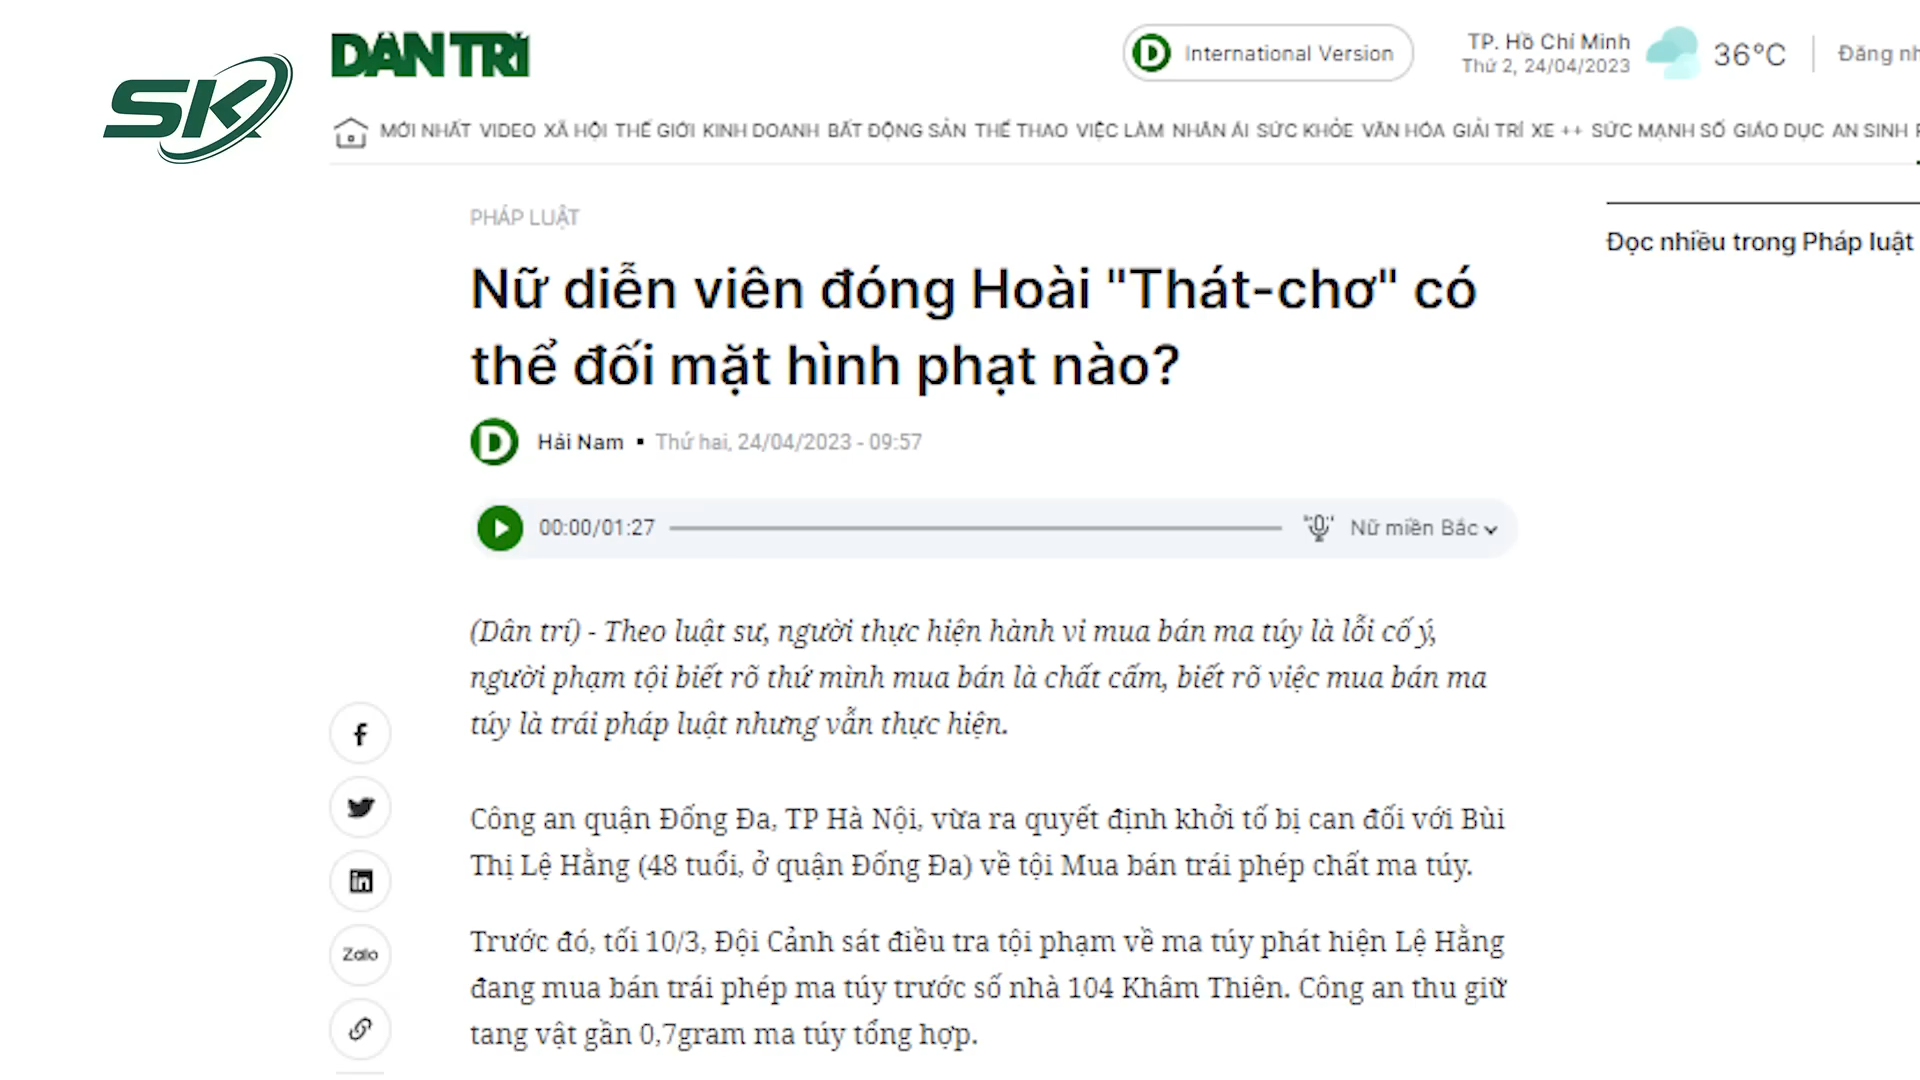 SK
DÂN TRÍ
D International Version
TP. Hồ Chí Minh
Thứ 2, 24/04/2023
36°C
Đăng nh
MỚI NHẤT VIDEO XÃ HỘI THẾ GIỚI KINH DOANH BẤT ĐỘNG SẢN THỂ THAO VIỆC LÀM NHÂN ÁI SỨC KHỎE VĂN HÓA GIẢI TRÍ XE ++ SỨC MẠNH SỐ GIÁO DỤC AN SINH
PHÁP LUẬT
Đọc nhiều trong Pháp luật
Nữ diễn viên đóng Hoài "Thát-chơ" có
thể đối mặt hình phạt nào?
D Hải Nam ▪ Thứ hai, 24/04/2023 - 09:57
00:00/01:27
Nữ miền Bắc
(Dân trí) - Theo luật sư, người thực hiện hành vi mua bán ma túy là lỗi cố ý,
người phạm tội biết rõ thứ mình mua bán là chất cấm, biết rõ việc mua bán ma
túy là trái pháp luật nhưng vẫn thực hiện.
Công an quận Đống Đa, TP Hà Nội, vừa ra quyết định khởi tố bị can đối với Bùi
Thị Lệ Hằng (48 tuổi, ở quận Đống Đa) về tội Mua bán trái phép chất ma túy.
Trước đó, tối 10/3, Đội Cảnh sát điều tra tội phạm về ma túy phát hiện Lệ Hằng
đang mua bán trái phép ma túy trước số nhà 104 Khâm Thiên. Công an thu giữ
tang vật gần 0,7gram ma túy tổng hợp.
f
in
Zalo